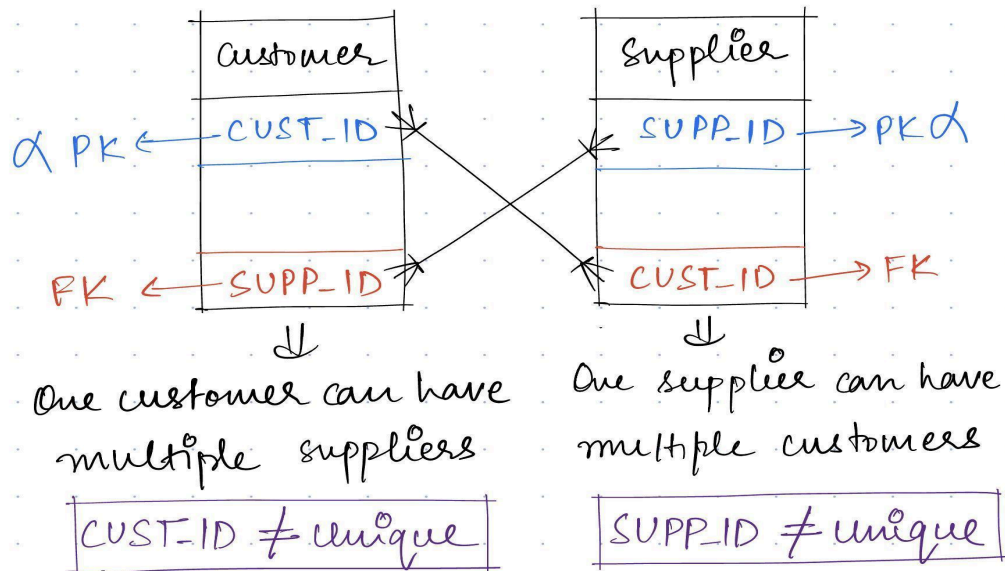 Customer
Supplier
α PK ← CUST_ID
SUPP_ID → PK α
FK ← SUPP_ID
CUST_ID → FK
⇓
⇓
One customer can have
multiple suppliers
One supplier can have
multiple customers
CUST_ID ≠ unique
SUPP_ID ≠ unique